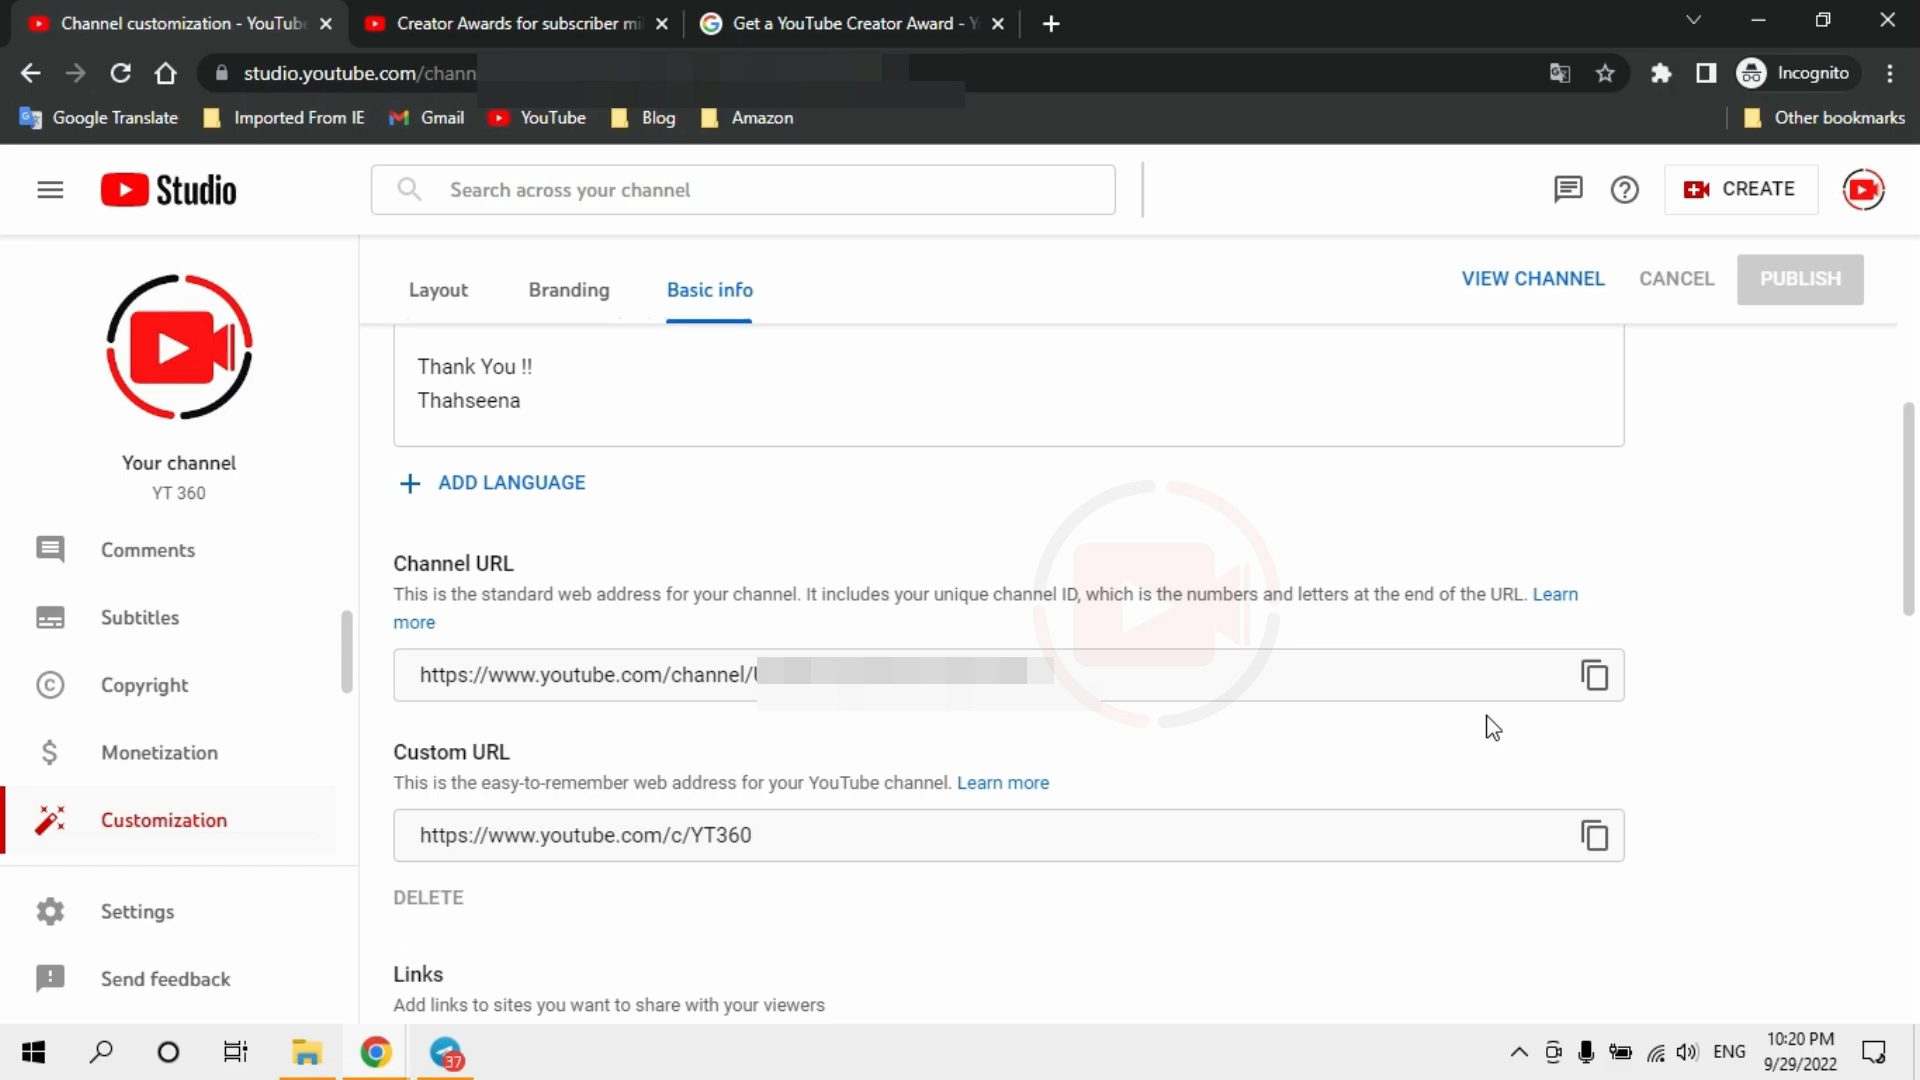 Channel customization - YouTube
Creator Awards for subscriber mi
Get a YouTube Creator Award - Y
studio.youtube.com/chann
Incognito
Google Translate
Imported From IE
Gmail
YouTube
Blog
Amazon
Other bookmarks
Studio
Search across your channel
CREATE
Layout
Branding
Basic info
VIEW CHANNEL
CANCEL
PUBLISH
Your channel
YT 360
Comments
Subtitles
Copyright
Monetization
Customization
Settings
Send feedback
Thank You !!
Thahseena
ADD LANGUAGE
Channel URL
This is the standard web address for your channel. It includes your unique channel ID, which is the numbers and letters at the end of the URL. Learn
more
https://www.youtube.com/channel/
Custom URL
This is the easy-to-remember web address for your YouTube channel. Learn more
https://www.youtube.com/c/YT360
DELETE
Links
Add links to sites you want to share with your viewers
37
ENG
10:20 PM
9/29/2022